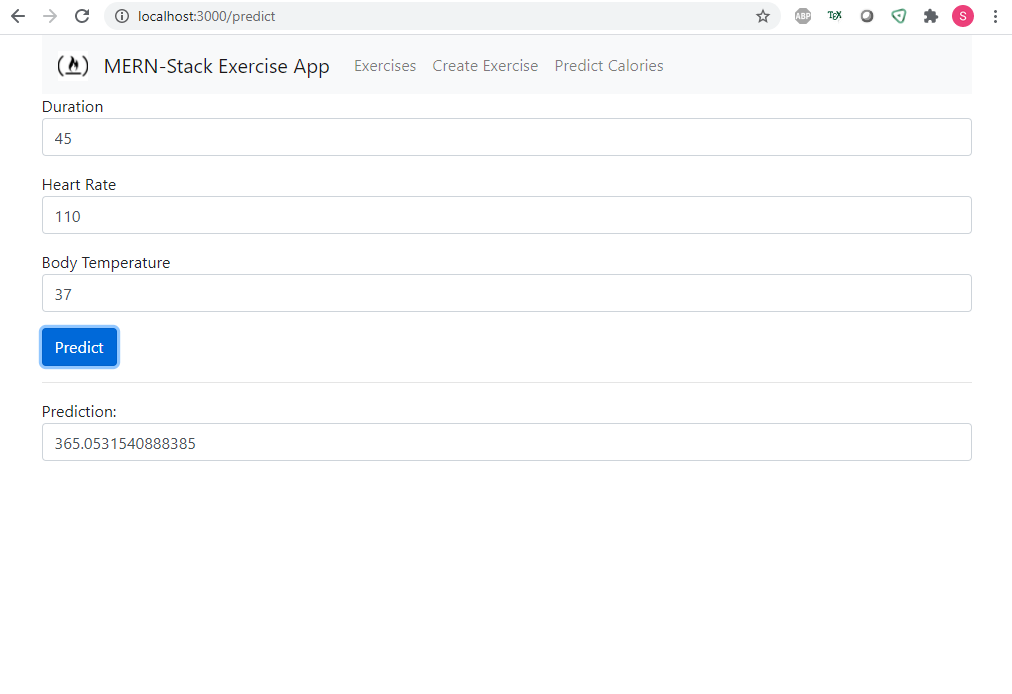 localhost:3000/predict
ABP
TEX
S
MERN-Stack Exercise App Exercises Create Exercise Predict Calories
Duration
45
Heart Rate
110
Body Temperature
37
Predict
Prediction:
365.0531540888385